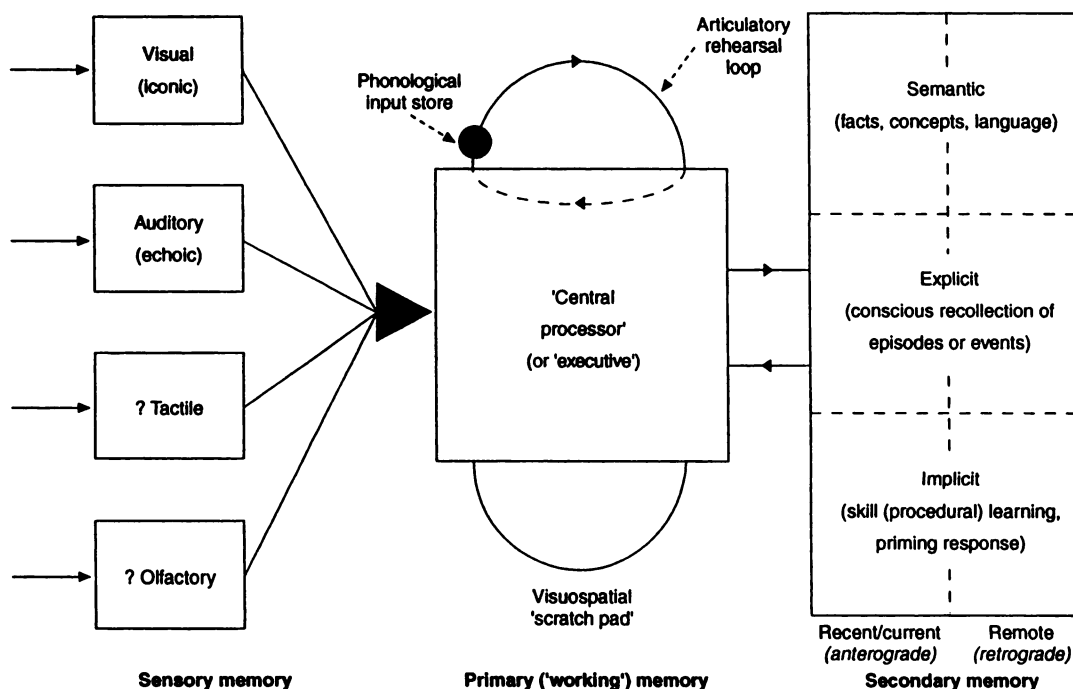 Visual
(iconic)
Auditory
(echoic)
? Tactile
? Olfactory
Sensory memory
Phonological
input store
Articulatory
rehearsal
loop
'Central
processor'
(or 'executive')
Visuospatial
'scratch pad'
Primary ('working') memory
Semantic
(facts, concepts, language)
Explicit
(conscious recollection of
episodes or events)
Implicit
(skill (procedural) learning,
priming response)
Recent/current
(anterograde)
Remote
(retrograde)
Secondary memory